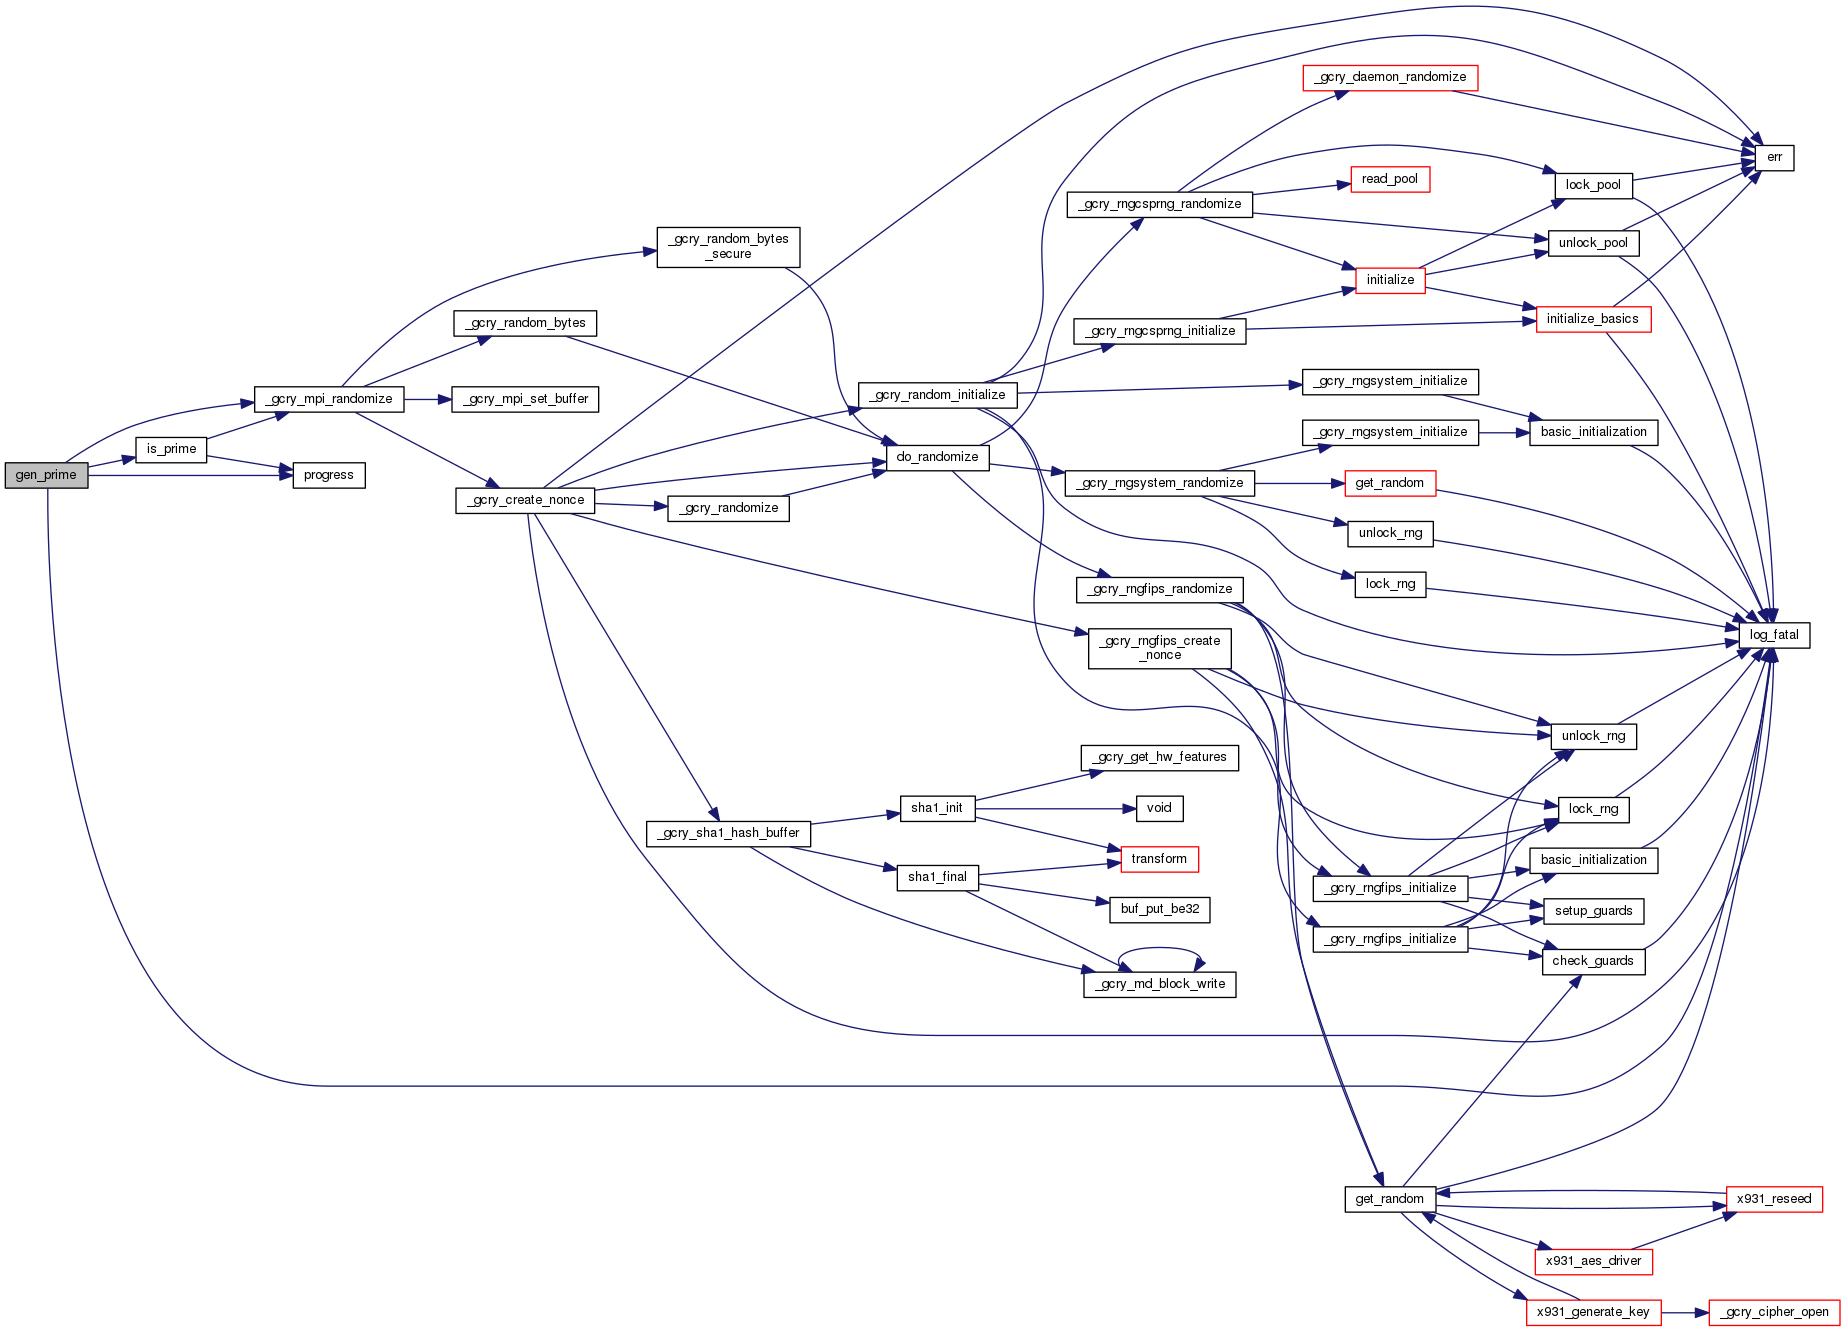 gen_prime
is_prime
progress
_gcry_mpi_randomize
_gcry_random_bytes
_secure
_gcry_random_bytes
_gcry_mpi_set_buffer
_gcry_create_nonce
_gcry_randomize
_gcry_sha1_hash_buffer
_gcry_random_initialize
do_randomize
sha1_init
sha1_final
_gcry_rngcsprng_randomize
_gcry_rngcsprng_initialize
_gcry_rngsystem_randomize
_gcry_rngfips_randomize
_gcry_rngfips_create
_nonce
_gcry_get_hw_features
void
transform
buf_put_be32
_gcry_md_block_write
_gcry_daemon_randomize
read_pool
initialize
_gcry_rngsystem_initialize
_gcry_rngsystem_initialize
get_random
unlock_rng
lock_rng
_gcry_rngfips_initialize
_gcry_rngfips_initialize
get_random
lock_pool
unlock_pool
initialize_basics
basic_initialization
unlock_rng
lock_rng
basic_initialization
setup_guards
check_guards
x931_aes_driver
x931_generate_key
err
log_fatal
x931_reseed
_gcry_cipher_open